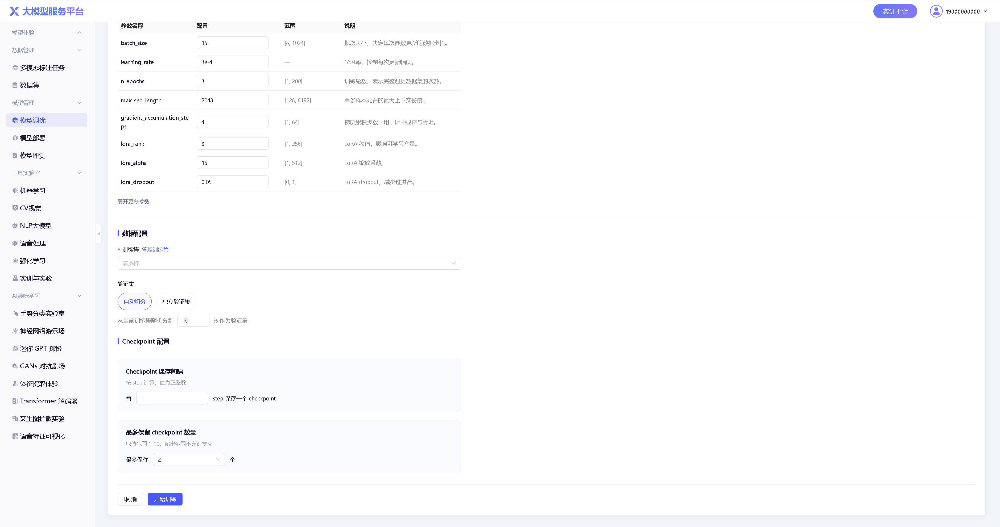 大模型服务平台
实训平台
19000000000
模型体验
数据管理
多模态标注任务
数据集
模型管理
模型调优
模型部署
模型评测
工具实验室
机器学习
CV视觉
NLP大模型
语音处理
强化学习
实训与实验
AI趣味学习
手势分类实验室
神经网络游乐场
迷你 GPT 探秘
GANs 对抗剧场
体征提取体验
Transformer 解码器
文生图扩散实验
语音特征可视化
参数名称 配置 范围 说明
batch_size 16 [8, 1024] 批次大小，决定每次参数更新的数据步长。
learning_rate 3e-4 — 学习率，控制每次更新幅度。
n_epochs 3 [1, 200] 训练轮数，表示完整遍历数据集的次数。
max_seq_length 2048 [128, 8192] 单条样本允许的最大上下文长度。
gradient_accumulation_ste
ps 4 [1, 64] 梯度累积步数，用于折中显存与吞吐。
lora_rank 8 [1, 256] LoRA 秩值，影响可学习容量。
lora_alpha 16 [1, 512] LoRA 缩放系数。
lora_dropout 0.05 [0, 1] LoRA dropout，减少过拟合。
展开更多参数
数据配置
* 训练集 管理训练集
请选择
验证集
自动切分 独立验证集
从当前训练集随机分割 10 % 作为验证集
Checkpoint 配置
Checkpoint 保存间隔
按 step 计算，值为正整数
每 1 step 保存一个 checkpoint
最多保留 checkpoint 数量
取值范围 1-10，超出范围不允许提交。
最多保存 2 个
取 消 开始训练